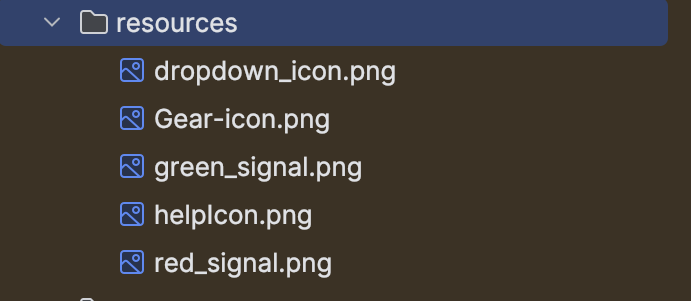 resources
dropdown_icon.png
Gear-icon.png
green_signal.png
helpIcon.png
red_signal.png